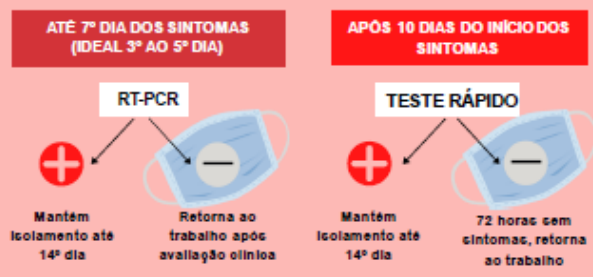 ATÉ 7º DIA DOS SINTOMAS
(IDEAL 3º AO 5º DIA)
RT-PCR
Mantém
isolamento até
14º dia
Retorna ao
trabalho após
avaliação clínica
APÓS 10 DIAS DO INÍCIO DOS
SINTOMAS
TESTE RÁPIDO
Mantém
isolamento até
14º dia
72 horas sem
sintomas, retorna
ao trabalho